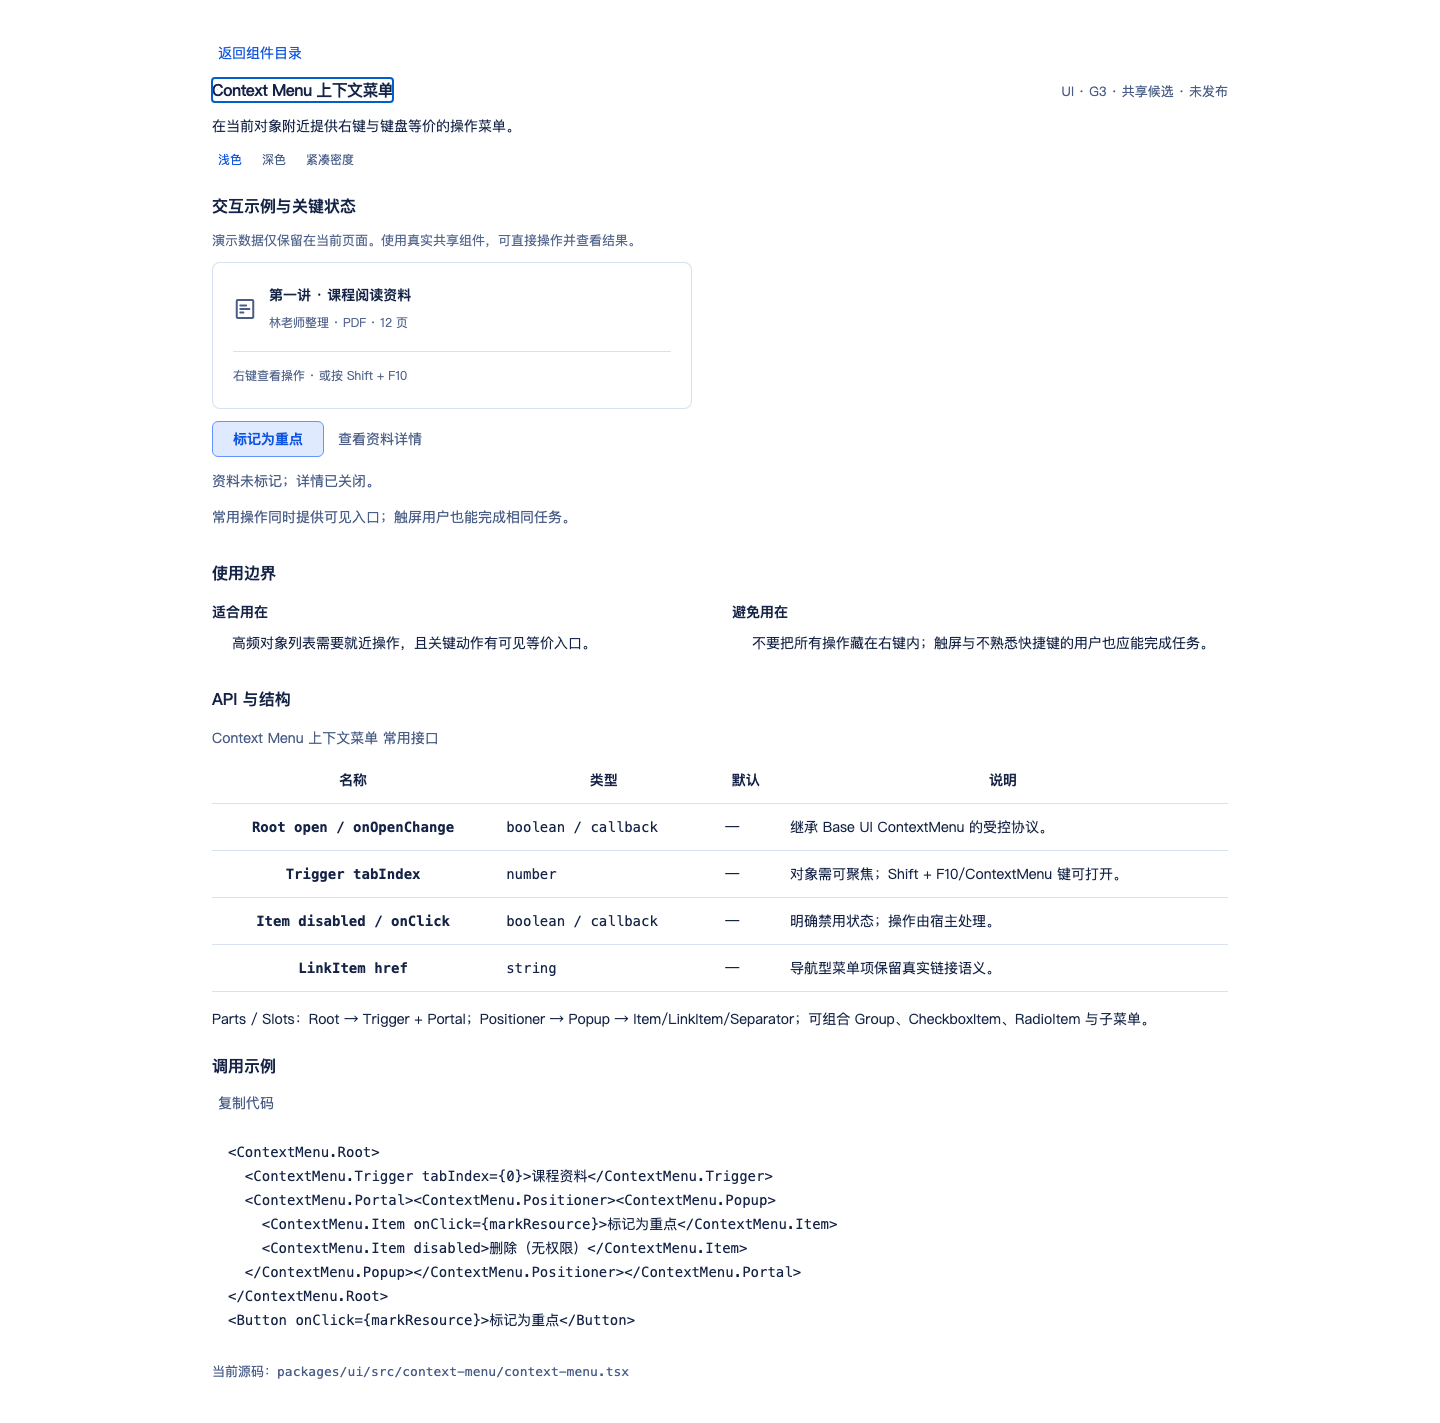 返回组件目录
Context Menu 上下文菜单
UI · G3 · 共享候选 · 未发布
在当前对象附近提供右键与键盘等价的操作菜单。
浅色 深色 紧凑密度
交互示例与关键状态
演示数据仅保留在当前页面。使用真实共享组件，可直接操作并查看结果。
第一讲 · 课程阅读资料
林老师整理 · PDF · 12 页
右键查看操作 · 或按 Shift + F10
标记为重点 查看资料详情
资料未标记；详情已关闭。
常用操作同时提供可见入口；触屏用户也能完成相同任务。
使用边界
适合用在
高频对象列表需要就近操作，且关键动作有可见等价入口。
避免用在
不要把所有操作藏在右键内；触屏与不熟悉快捷键的用户也应能完成任务。
API 与结构
Context Menu 上下文菜单 常用接口
名称 类型 默认 说明
Root open / onOpenChange boolean / callback — 继承 Base UI ContextMenu 的受控协议。
Trigger tabIndex number — 对象需可聚焦；Shift + F10/ContextMenu 键可打开。
Item disabled / onClick boolean / callback — 明确禁用状态；操作由宿主处理。
LinkItem href string — 导航型菜单项保留真实链接语义。
Parts / Slots：Root → Trigger + Portal；Positioner → Popup → Item/LinkItem/Separator；可组合 Group、CheckboxItem、RadioItem 与子菜单。
调用示例
复制代码
<ContextMenu.Root>
  <ContextMenu.Trigger tabIndex={0}>课程资料</ContextMenu.Trigger>
  <ContextMenu.Portal><ContextMenu.Positioner><ContextMenu.Popup>
    <ContextMenu.Item onClick={markResource}>标记为重点</ContextMenu.Item>
    <ContextMenu.Item disabled>删除（无权限）</ContextMenu.Item>
  </ContextMenu.Popup></ContextMenu.Positioner></ContextMenu.Portal>
</ContextMenu.Root>
<Button onClick={markResource}>标记为重点</Button>
当前源码：packages/ui/src/context-menu/context-menu.tsx